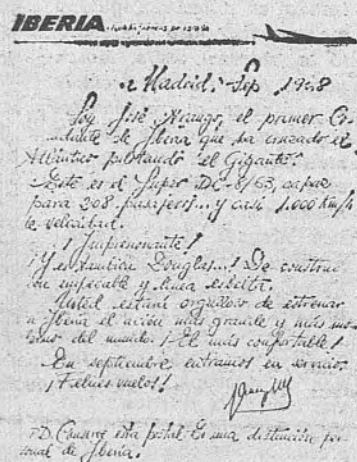 IBERIA
Madrid, Sep. 1968
Soy José Arango, el primer Co-
mandante de Iberia que ha cruzado el
Atlántico pilotando "el Gigante".
Este es el Super DC-8/63, capaz
para 208 pasajeros... y casi 1.000 Km/h
de velocidad.
¡Impresionante!
¡Y es también Douglas...! De construc
ción impecable y línea esbelta.
Usted estará orgulloso de estrenar
a Iberia el avión más grande y más mo-
derno del mundo. ¡El más confortable!
En septiembre, entramos en servicio.
¡Felices vuelos!
P.D. Conserve esta postal. Es una distinción per
sonal de Iberia.